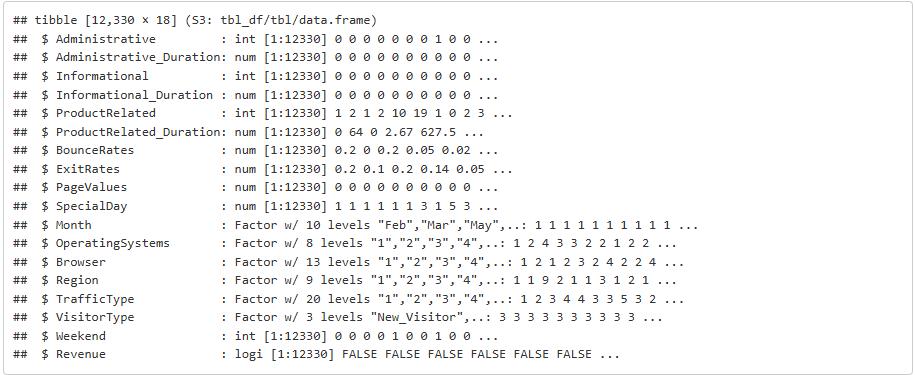 ## tibble [12,330 × 18] (S3: tbl_df/tbl/data.frame)
##  $ Administrative         : int [1:12330] 0 0 0 0 0 0 0 1 0 0 ...
##  $ Administrative_Duration: num [1:12330] 0 0 0 0 0 0 0 0 0 0 ...
##  $ Informational          : int [1:12330] 0 0 0 0 0 0 0 0 0 0 ...
##  $ Informational_Duration : num [1:12330] 0 0 0 0 0 0 0 0 0 0 ...
##  $ ProductRelated         : int [1:12330] 1 2 1 2 10 19 1 0 2 3 ...
##  $ ProductRelated_Duration: num [1:12330] 0 64 0 2.67 627.5 ...
##  $ BounceRates            : num [1:12330] 0.2 0 0.2 0.05 0.02 ...
##  $ ExitRates              : num [1:12330] 0.2 0.1 0.2 0.14 0.05 ...
##  $ PageValues             : num [1:12330] 0 0 0 0 0 0 0 0 0 0 ...
##  $ SpecialDay             : num [1:12330] 1 1 1 1 1 1 3 1 5 3 ...
##  $ Month                  : Factor w/ 10 levels "Feb","Mar","May",..: 1 1 1 1 1 1 1 1 1 1 ...
##  $ OperatingSystems       : Factor w/ 8 levels "1","2","3","4",..: 1 2 4 3 3 2 2 1 2 2 ...
##  $ Browser                : Factor w/ 13 levels "1","2","3","4",..: 1 2 1 2 3 2 4 2 2 4 ...
##  $ Region                 : Factor w/ 9 levels "1","2","3","4",..: 1 1 9 2 1 1 3 1 2 1 ...
##  $ TrafficType            : Factor w/ 20 levels "1","2","3","4",..: 1 2 3 4 4 3 3 5 3 2 ...
##  $ VisitorType            : Factor w/ 3 levels "New_Visitor",..: 3 3 3 3 3 3 3 3 3 3 ...
##  $ Weekend                : int [1:12330] 0 0 0 0 1 0 0 1 0 0 ...
##  $ Revenue                : logi [1:12330] FALSE FALSE FALSE FALSE FALSE FALSE ...